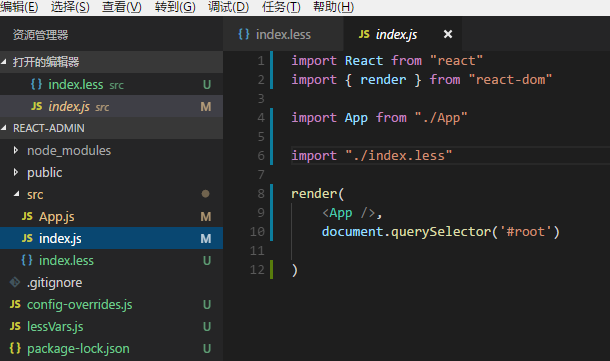 编辑(E) 选择(S) 查看(V) 转到(G) 调试(D) 任务(T) 帮助(H)
资源管理器
打开的编辑器
{ } index.less src U
JS index.js src M
REACT-ADMIN
node_modules
public
src
JS App.js M
JS index.js M
{ } index.less U
.gitignore
JS config-overrides.js U
JS lessVars.js U
{ } package-lock.json U
{ } index.less JS index.js ×
1 import React from "react"
2 import { render } from "react-dom"
3
4 import App from "./App"
5
6 import "./index.less"
7
8 render(
9 <App />,
10 document.querySelector('#root')
11
12 )